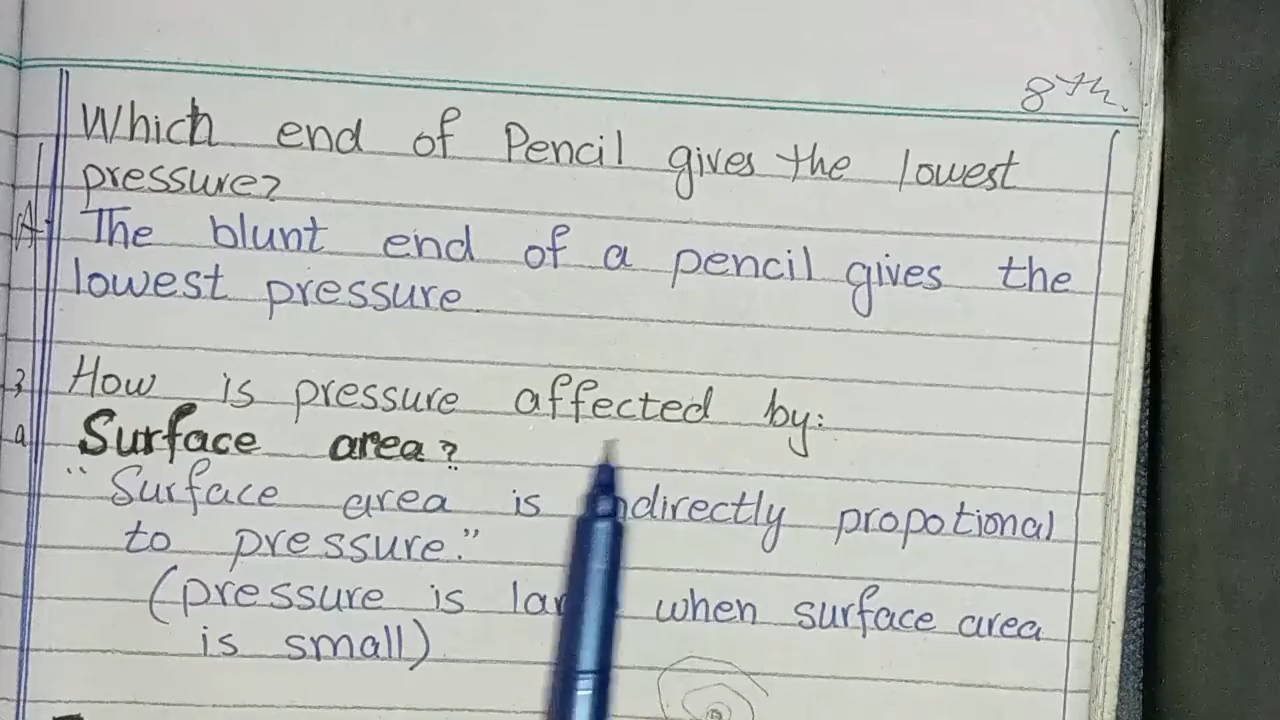 8th.
Which end of Pencil gives the lowest
pressure?
A The blunt end of a pencil gives the
lowest pressure.
3 How is pressure affected by:
a Surface area?
"Surface area is indirectly propotional
to pressure."
(pressure is when surface area
is small)